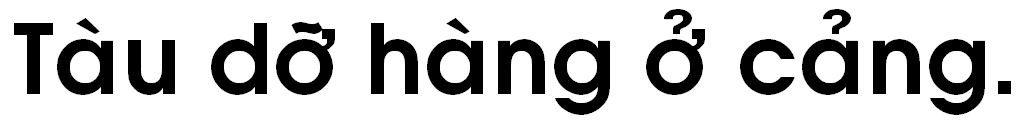 Tàu dỡ hàng ở cảng.